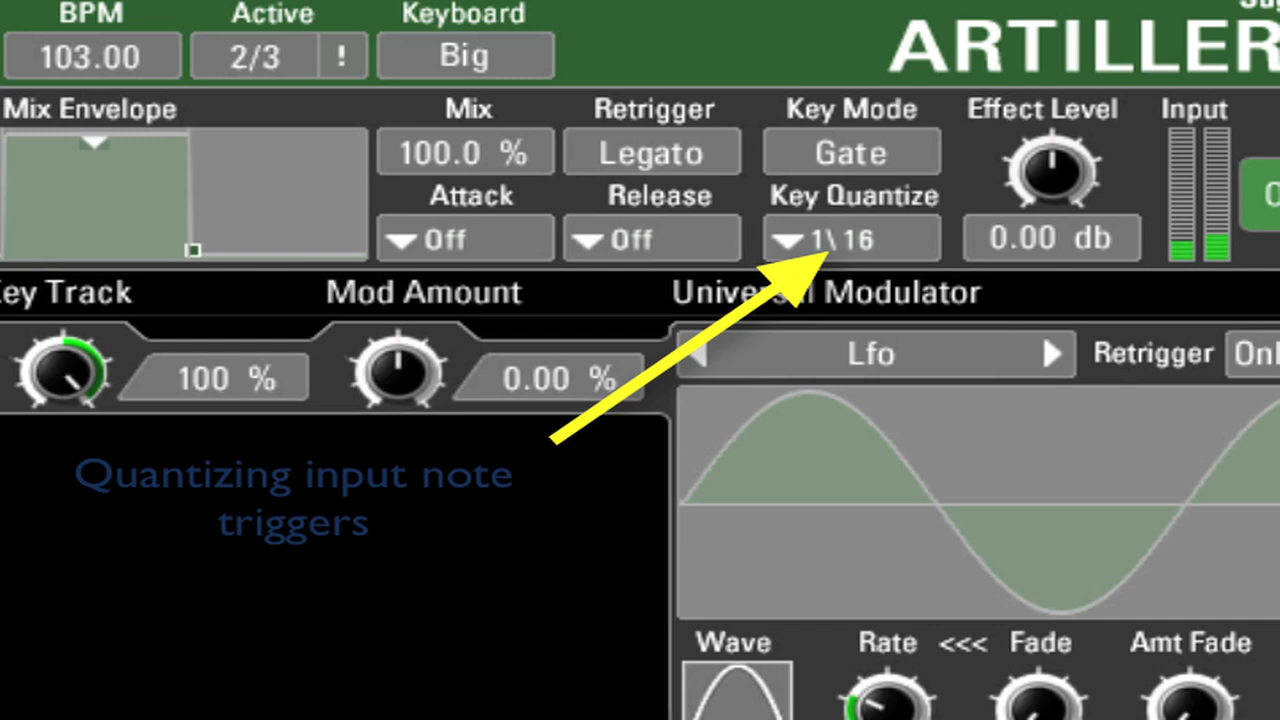 BPM Active Keyboard
103.00 2/3 ! Big
ARTILLER
Mix Envelope Mix Retrigger Key Mode Effect Level Input
100.0 % Legato Gate
Attack Release Key Quantize
Off Off 1\16 0.00 db
ey Track Mod Amount Universal Modulator
100 % 0.00 % Lfo Retrigger Onl
Quantizing input note
triggers
Wave Rate <<< Fade Amt Fade